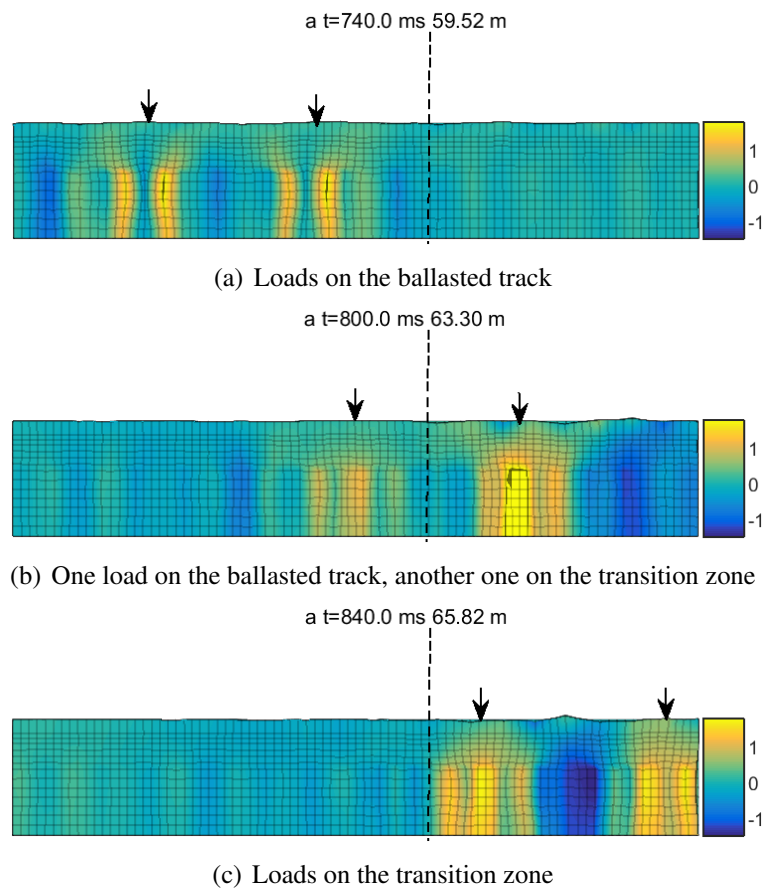 a t=740.0 ms 59.52 m
1
0
-1
(a) Loads on the ballasted track
a t=800.0 ms 63.30 m
1
0
-1
(b) One load on the ballasted track, another one on the transition zone
a t=840.0 ms 65.82 m
1
0
-1
(c) Loads on the transition zone